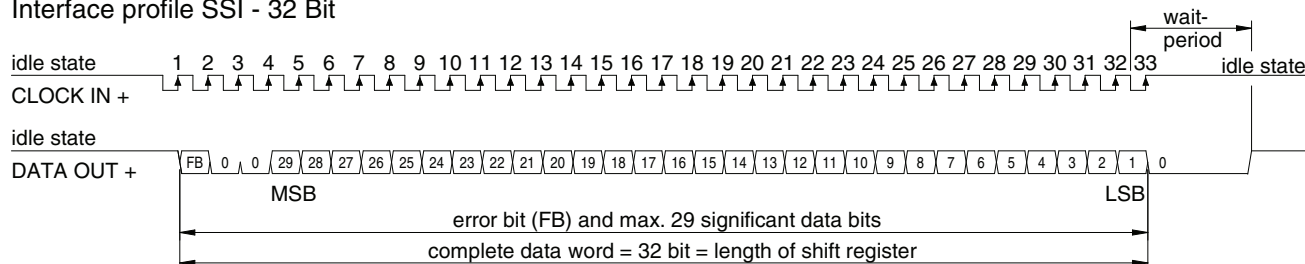 Interface profile SSI - 32 Bit
wait-
period
idle state 1 2 3 4 5 6 7 8 9 10 11 12 13 14 15 16 17 18 19 20 21 22 23 24 25 26 27 28 29 30 31 32 33 idle state
CLOCK IN +
idle state
DATA OUT + FB 0 0 29 28 27 26 25 24 23 22 21 20 19 18 17 16 15 14 13 12 11 10 9 8 7 6 5 4 3 2 1 0
MSB LSB
error bit (FB) and max. 29 significant data bits
complete data word = 32 bit = length of shift register